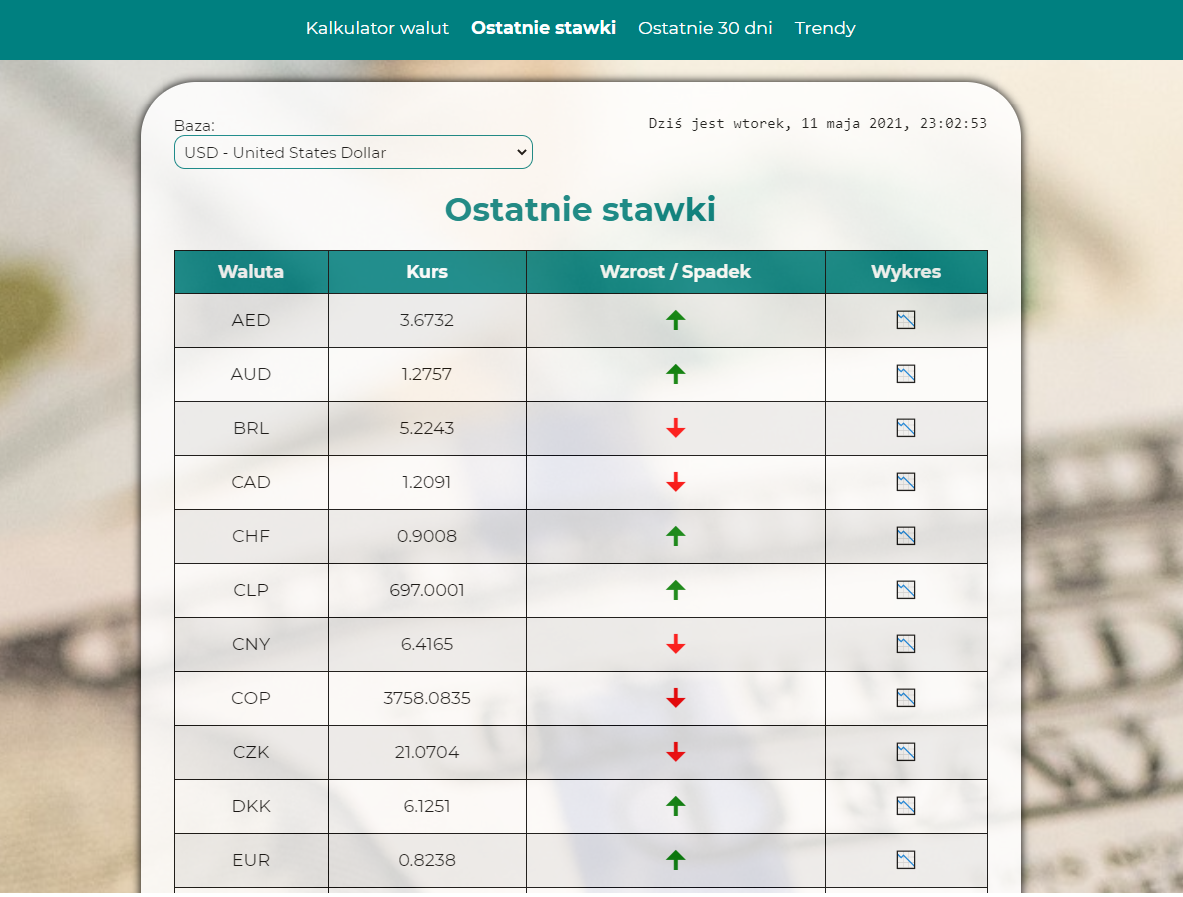 Kalkulator walut Ostatnie stawki Ostatnie 30 dni Trendy
Baza:
Dziś jest wtorek, 11 maja 2021, 23:02:53
USD - United States Dollar
Ostatnie stawki
Waluta Kurs Wzrost / Spadek Wykres
AED 3.6732
AUD 1.2757
BRL 5.2243
CAD 1.2091
CHF 0.9008
CLP 697.0001
CNY 6.4165
COP 3758.0835
CZK 21.0704
DKK 6.1251
EUR 0.8238